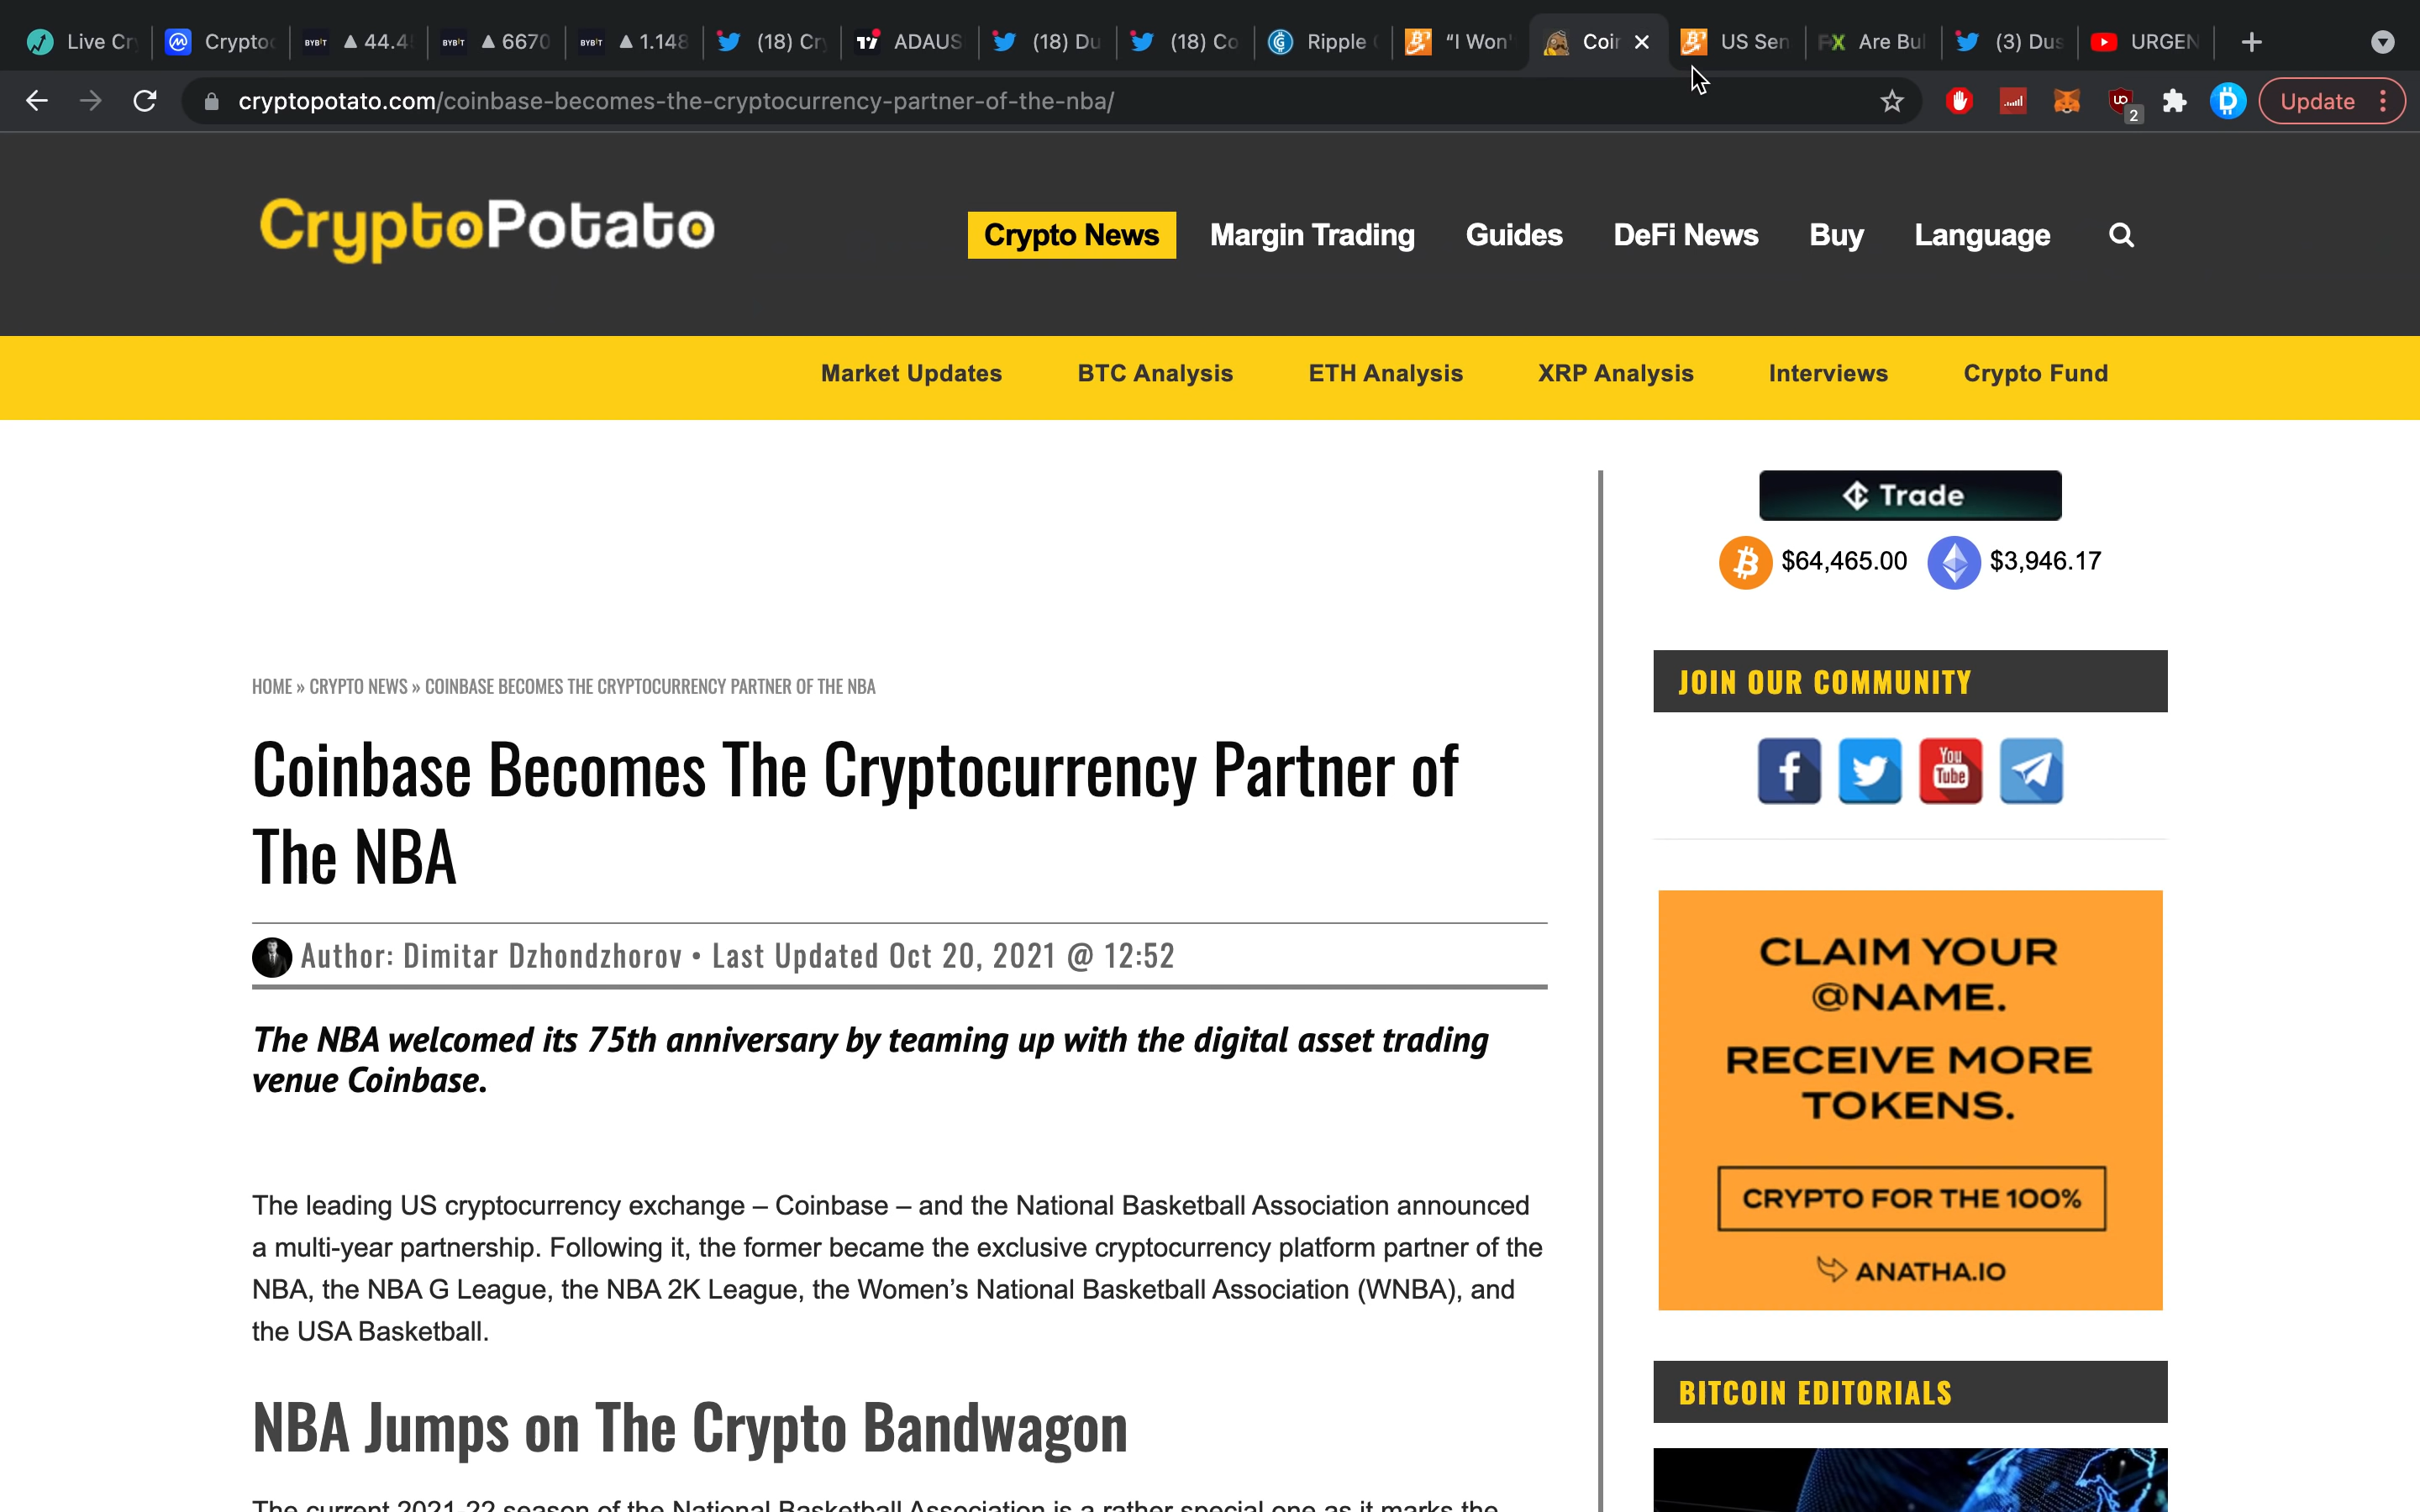 Live Cr
Cryptoc
BYBIT ▲ 44.4
BYBIT ▲ 6670
BYBIT ▲ 1.148
(18) Cry
ADAUS
(18) Du
(18) Co
Ripple
“I Won'
Coin
US Sen
FX Are Bul
(3) Dus
URGEN
cryptopotato.com/coinbase-becomes-the-cryptocurrency-partner-of-the-nba/
2
Update
CryptoPotato
Crypto News
Margin Trading
Guides
DeFi News
Buy
Language
Market Updates
BTC Analysis
ETH Analysis
XRP Analysis
Interviews
Crypto Fund
HOME » CRYPTO NEWS » COINBASE BECOMES THE CRYPTOCURRENCY PARTNER OF THE NBA
Coinbase Becomes The Cryptocurrency Partner of
The NBA
Author: Dimitar Dzhondzhorov • Last Updated Oct 20, 2021 @ 12:52
The NBA welcomed its 75th anniversary by teaming up with the digital asset trading
venue Coinbase.
The leading US cryptocurrency exchange – Coinbase – and the National Basketball Association announced
a multi-year partnership. Following it, the former became the exclusive cryptocurrency platform partner of the
NBA, the NBA G League, the NBA 2K League, the Women’s National Basketball Association (WNBA), and
the USA Basketball.
NBA Jumps on The Crypto Bandwagon
The current 2021-22 season of the National Basketball Association is a rather special one as it marks the
Trade
$64,465.00
$3,946.17
JOIN OUR COMMUNITY
You
Tube
CLAIM YOUR
@NAME.
RECEIVE MORE
TOKENS.
CRYPTO FOR THE 100%
ANATHA.IO
BITCOIN EDITORIALS